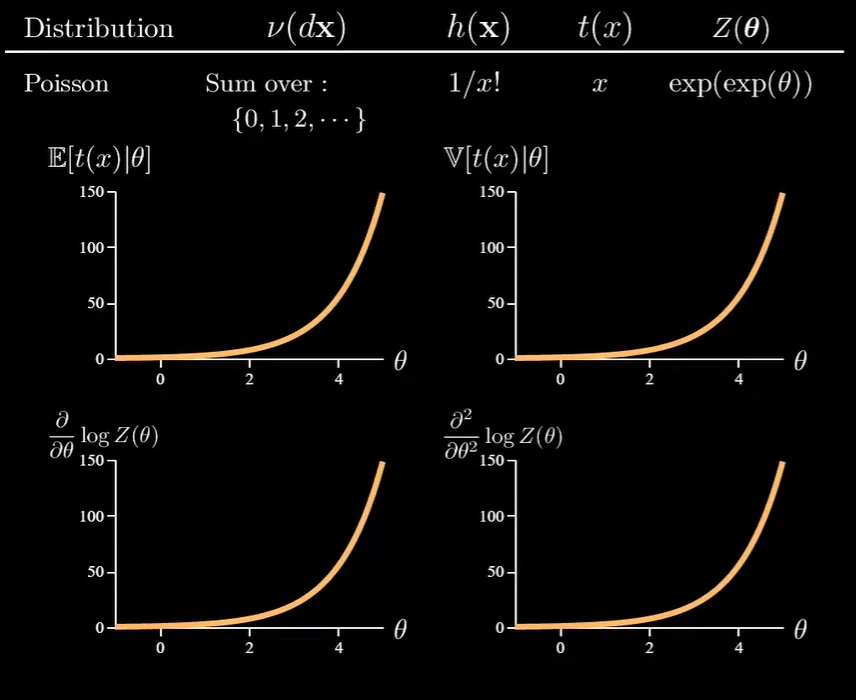 Distribution ν(d𝐱) h(𝐱) t(x) Z(𝜽)
Poisson Sum over : 1/x! x exp(exp(θ))
{0, 1, 2, ⋯}
𝔼[t(x)|θ] 𝕍[t(x)|θ]
150 150
100 100
50 50
0 θ 0 θ
0 2 4 0 2 4
∂/∂θ log Z(θ) ∂²/∂θ² log Z(θ)
150 150
100 100
50 50
0 θ 0 θ
0 2 4 0 2 4